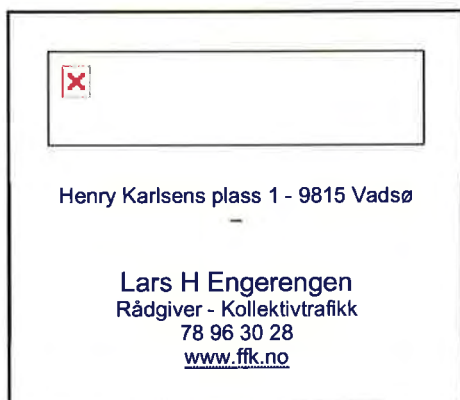 Henry Karlsens plass 1 - 9815 Vadsø
–
Lars H Engerengen
Rådgiver - Kollektivtrafikk
78 96 30 28
www.ffk.no